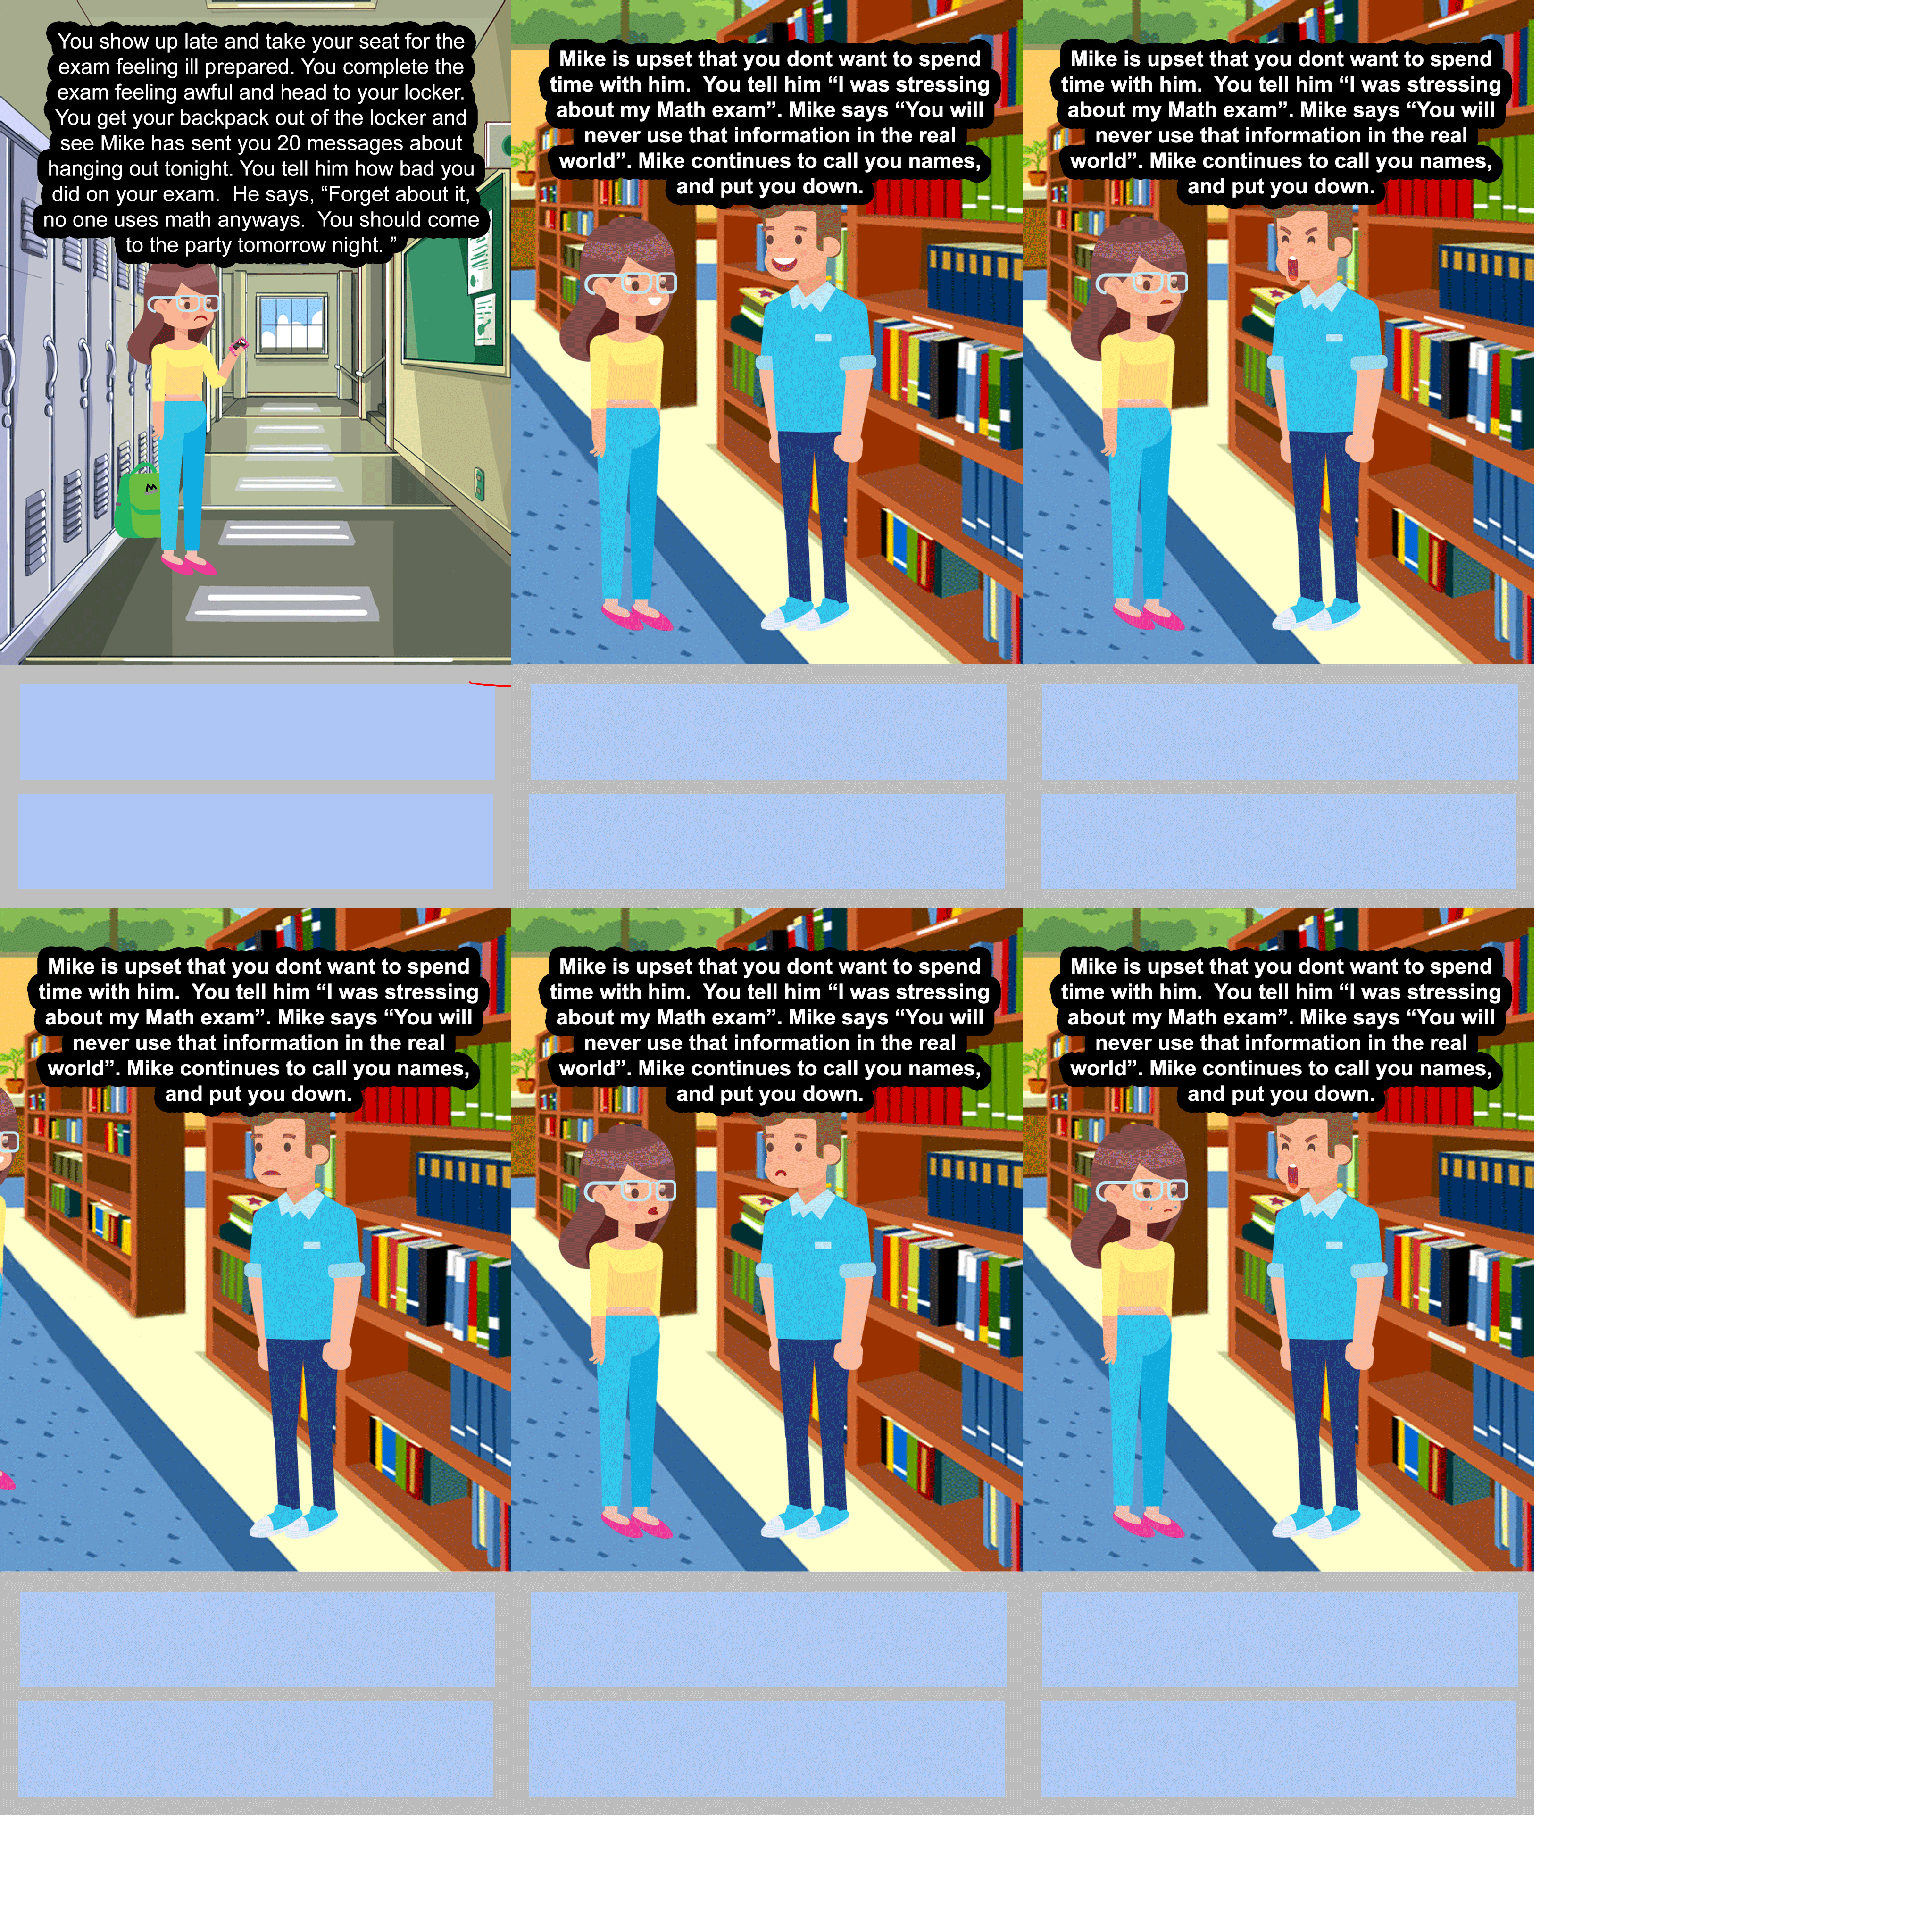 You show up late and take your seat for the
exam feeling ill prepared. You complete the
exam feeling awful and head to your locker.
You get your backpack out of the locker and
see Mike has sent you 20 messages about
hanging out tonight. You tell him how bad you
did on your exam.  He says, “Forget about it,
no one uses math anyways.  You should come
to the party tomorrow night. ”
Mike is upset that you dont want to spend
time with him.  You tell him “I was stressing
about my Math exam”. Mike says “You will
never use that information in the real
world”. Mike continues to call you names,
and put you down.
Mike is upset that you dont want to spend
time with him.  You tell him “I was stressing
about my Math exam”. Mike says “You will
never use that information in the real
world”. Mike continues to call you names,
and put you down.
Mike is upset that you dont want to spend
time with him.  You tell him “I was stressing
about my Math exam”. Mike says “You will
never use that information in the real
world”. Mike continues to call you names,
and put you down.
Mike is upset that you dont want to spend
time with him.  You tell him “I was stressing
about my Math exam”. Mike says “You will
never use that information in the real
world”. Mike continues to call you names,
and put you down.
Mike is upset that you dont want to spend
time with him.  You tell him “I was stressing
about my Math exam”. Mike says “You will
never use that information in the real
world”. Mike continues to call you names,
and put you down.